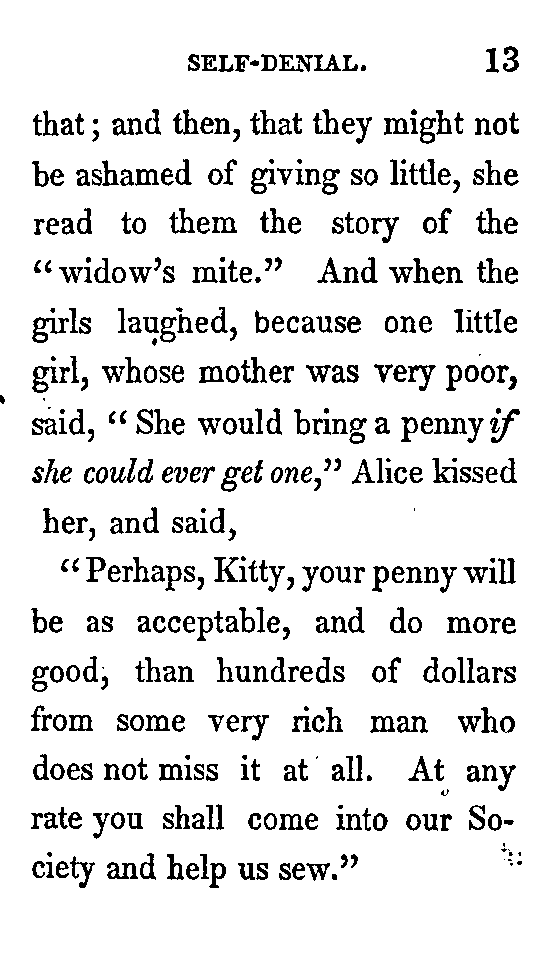 SELF-DENIAL. 13
that; and then, that they might not
be ashamed of giving so little, she
read to them the story of the
"widow's mite." And when the
girls laughed, because one little
girl, whose mother was very poor,
said, "She would bring a penny if
she could ever get one," Alice kissed
her, and said,
"Perhaps, Kitty, your penny will
be as acceptable, and do more
good, than hundreds of dollars
from some very rich man who
does not miss it at all. At any
rate you shall come into our So-
ciety and help us sew."